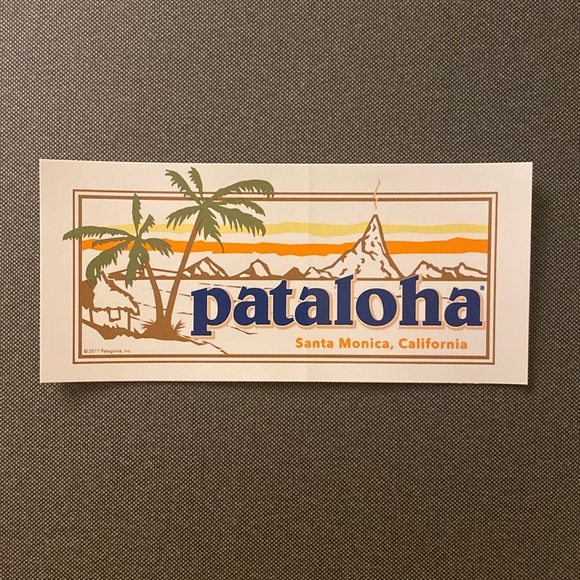 pataloha®
Santa Monica, California
© 2017 Patagonia, Inc.